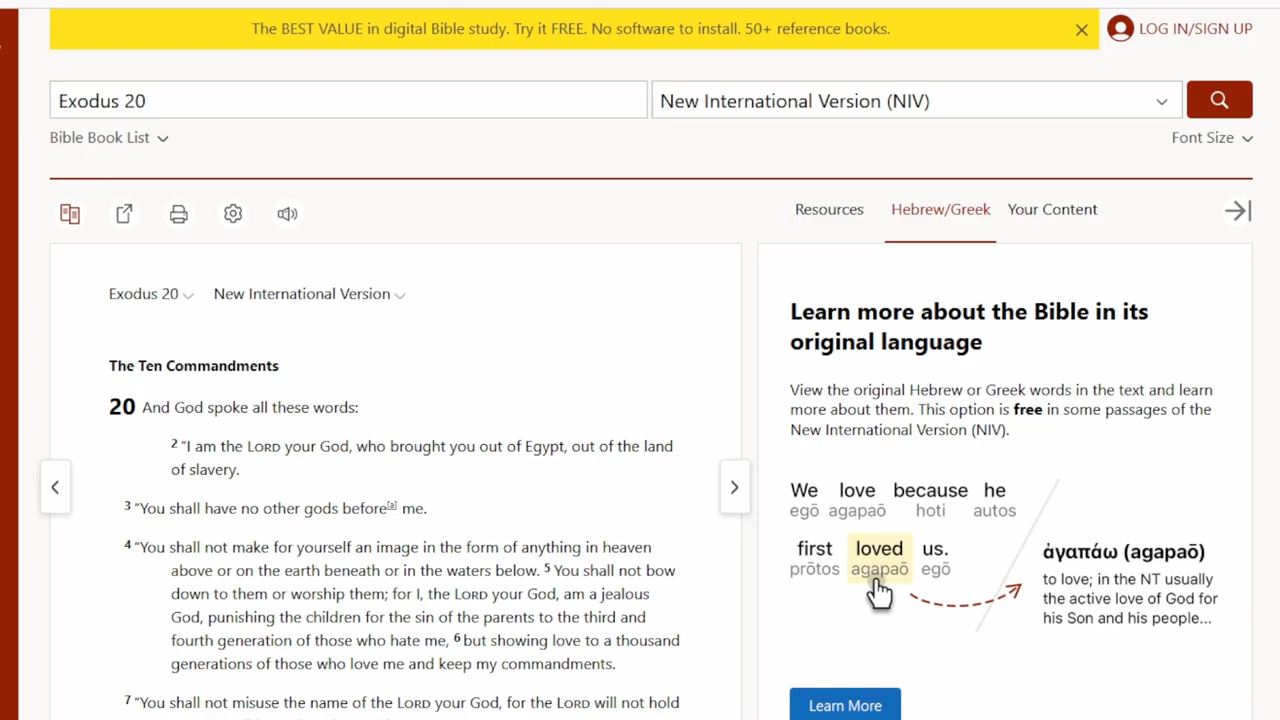 The BEST VALUE in digital Bible study. Try it FREE. No software to install. 50+ reference books.
LOG IN/SIGN UP
Exodus 20
New International Version (NIV)
Bible Book List
Font Size
Resources
Hebrew/Greek
Your Content
Exodus 20
New International Version
The Ten Commandments
20 And God spoke all these words:
2 “I am the LORD your God, who brought you out of Egypt, out of the land
of slavery.
3 “You shall have no other gods before[a] me.
4 “You shall not make for yourself an image in the form of anything in heaven
above or on the earth beneath or in the waters below. 5 You shall not bow
down to them or worship them; for I, the LORD your God, am a jealous
God, punishing the children for the sin of the parents to the third and
fourth generation of those who hate me, 6 but showing love to a thousand
generations of those who love me and keep my commandments.
7 “You shall not misuse the name of the LORD your God, for the LORD will not hold
Learn more about the Bible in its
original language
View the original Hebrew or Greek words in the text and learn
more about them. This option is free in some passages of the
New International Version (NIV).
We love because he
egō agapaō hoti autos
first loved us.
prōtos agapaō egō
ἀγαπάω (agapaō)
to love; in the NT usually
the active love of God for
his Son and his people...
Learn More